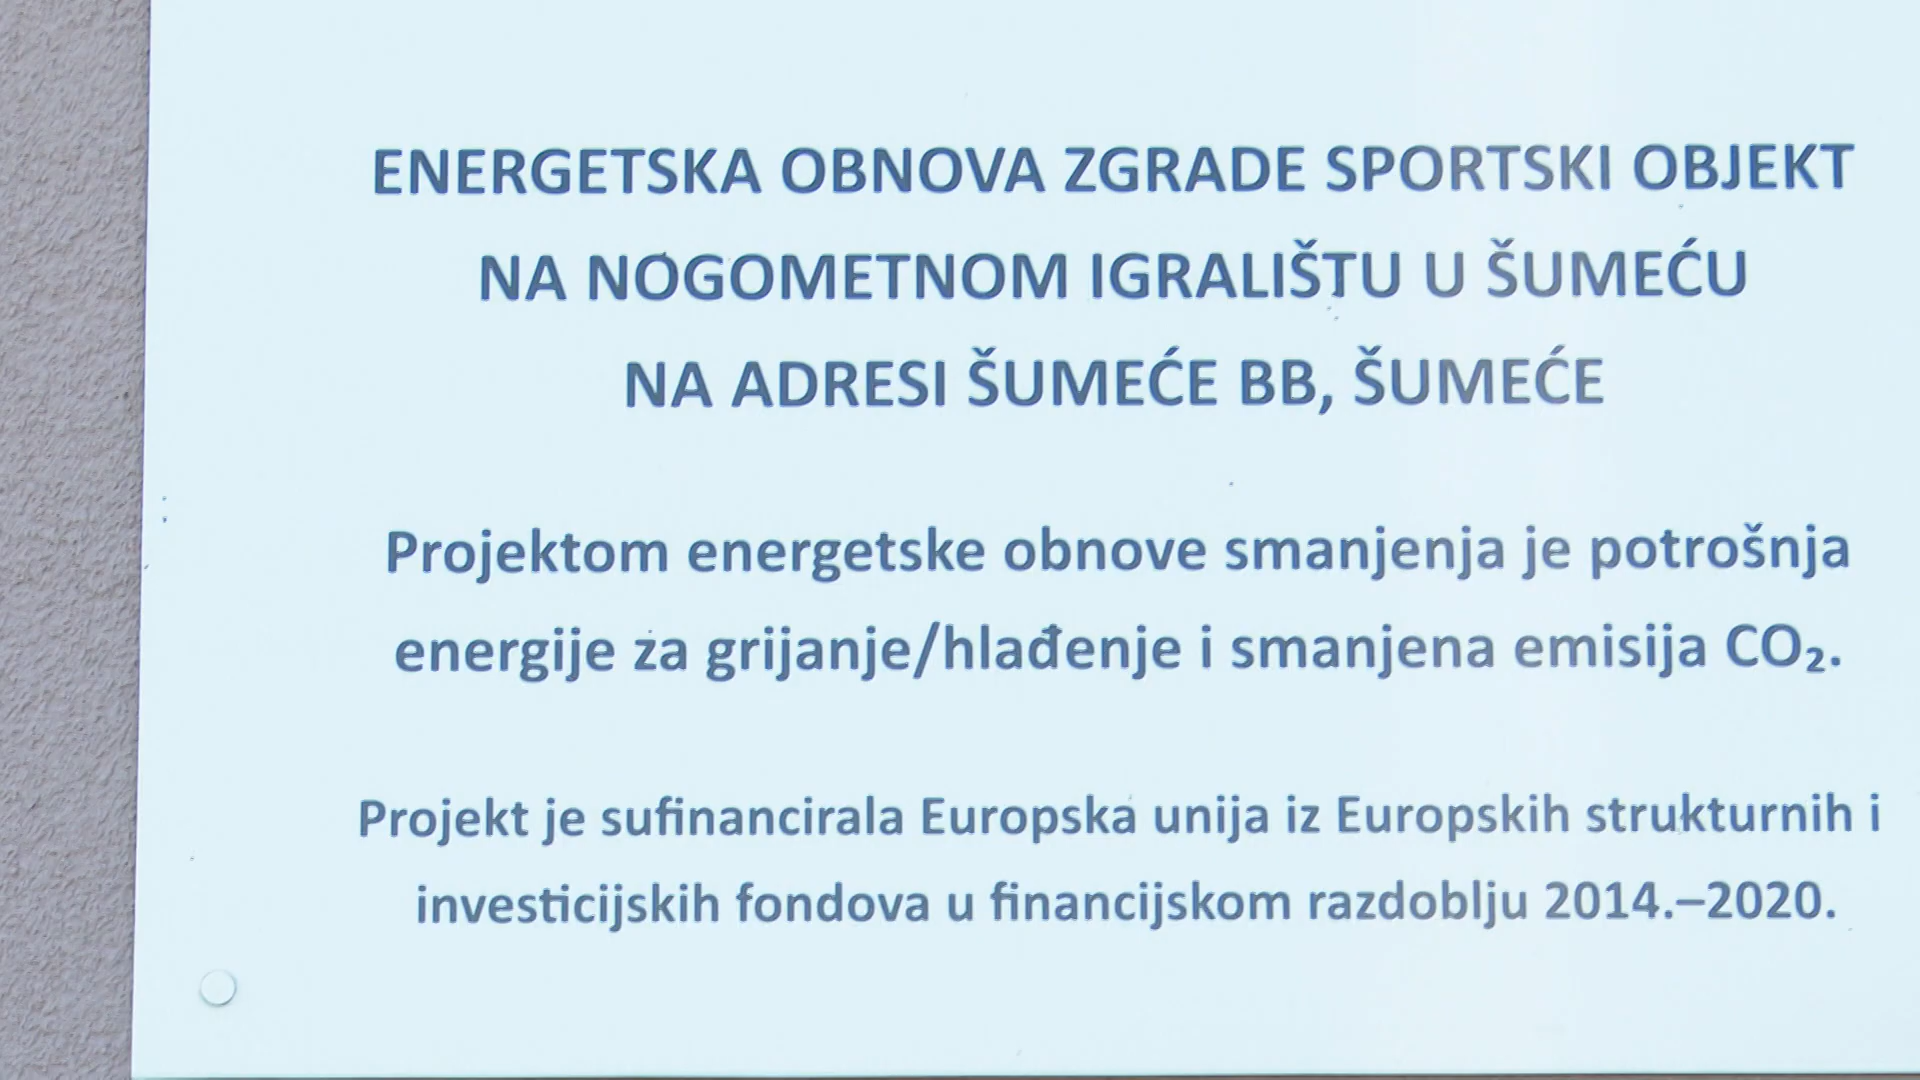 ENERGETSKA OBNOVA ZGRADE SPORTSKI OBJEKT
NA NOGOMETNOM IGRALIŠTU U ŠUMEĆU
NA ADRESI ŠUMEĆE BB, ŠUMEĆE
Projektom energetske obnove smanjenja je potrošnja
energije za grijanje/hlađenje i smanjena emisija CO₂.
Projekt je sufinancirala Europska unija iz Europskih strukturnih i
investicijskih fondova u financijskom razdoblju 2014.–2020.